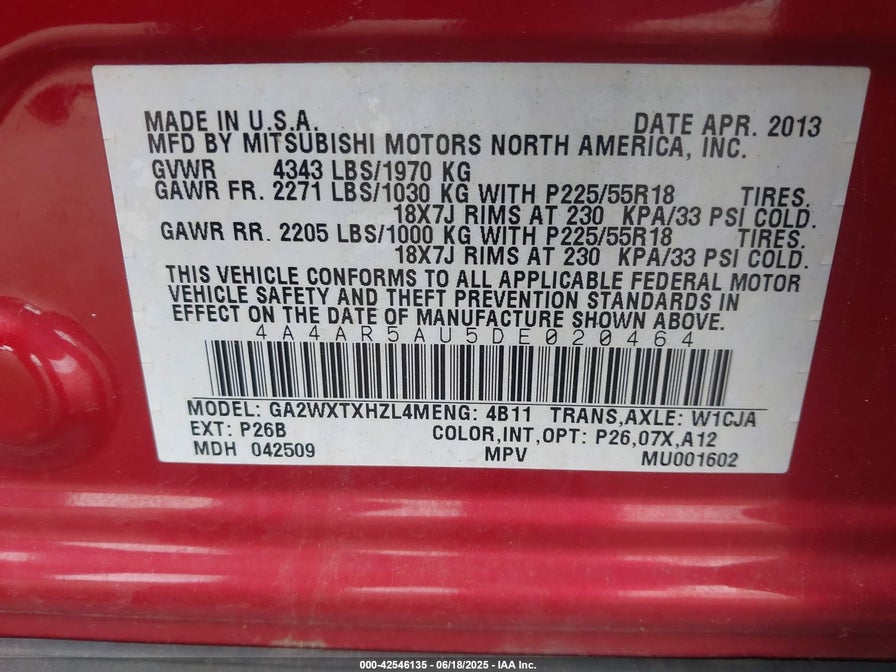 MADE IN U.S.A. DATE APR. 2013
MFD BY MITSUBISHI MOTORS NORTH AMERICA, INC.
GVWR 4343 LBS/1970 KG
GAWR FR. 2271 LBS/1030 KG WITH P225/55R18 TIRES.
18X7J RIMS AT 230 KPA/33 PSI COLD.
GAWR RR. 2205 LBS/1000 KG WITH P225/55R18 TIRES.
18X7J RIMS AT 230 KPA/33 PSI COLD.
THIS VEHICLE CONFORMS TO ALL APPLICABLE FEDERAL MOTOR
VEHICLE SAFETY AND THEFT PREVENTION STANDARDS IN
EFFECT ON THE DATE OF MANUFACTURE SHOWN ABOVE.
4A4AR5AU5DE020464
MODEL: GA2WXTXHZL4MENG: 4B11 TRANS,AXLE: W1CJA
EXT: P26B COLOR,INT,OPT: P26,07X,A12
MDH 042509 MPV MU001602
000-42546135 - 06/18/2025 - IAA Inc.